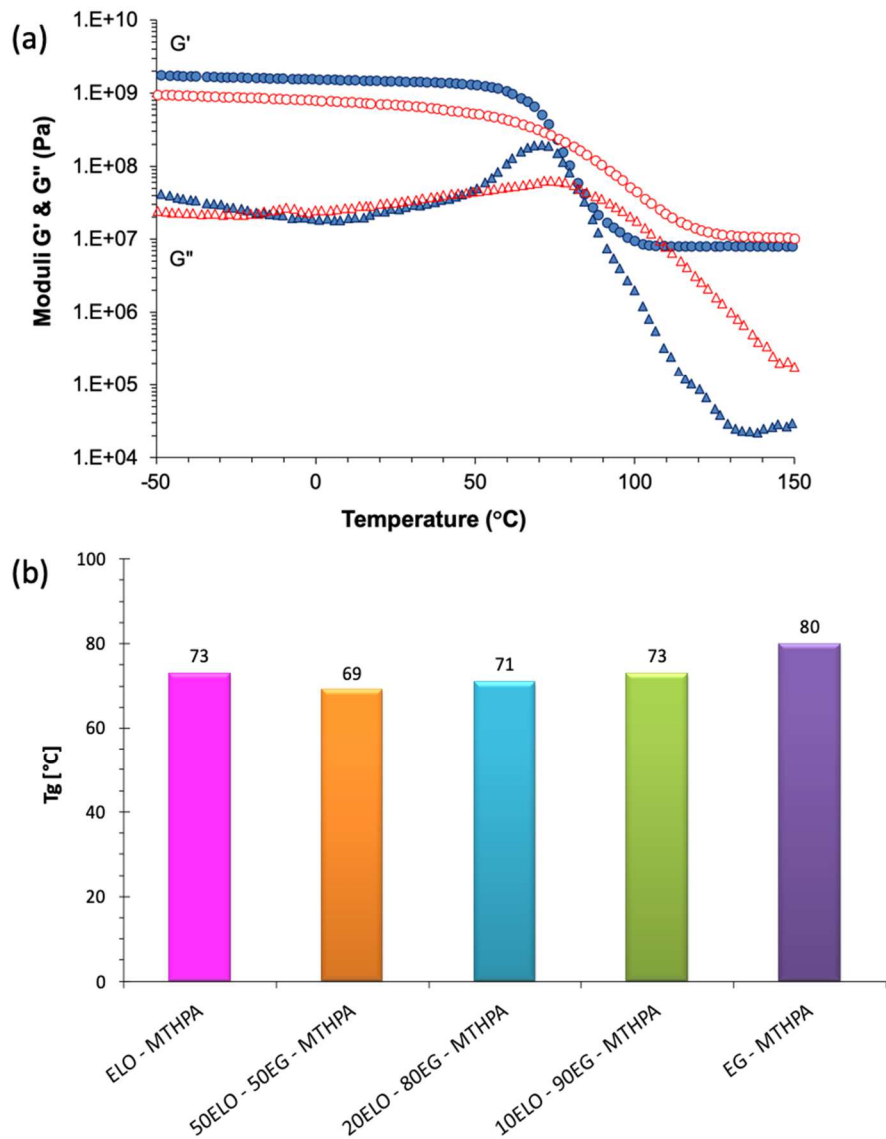 (a)
1.E+10
G'
1.E+09
1.E+08
1.E+07
G"
1.E+06
1.E+05
1.E+04
Moduli G' & G" (Pa)
-50 0 50 100 150
Temperature (°C)
(b)
100
80
60
40
20
0
Tg [°C]
73
69
71
73
80
ELO - MTHPA
50ELO - 50EG - MTHPA
20ELO - 80EG - MTHPA
10ELO - 90EG - MTHPA
EG - MTHPA